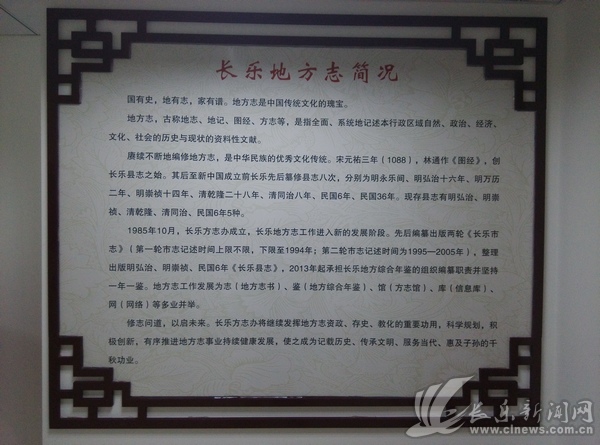 长乐地方志简况
国有史，地有志，家有谱。地方志是中国传统文化的瑰宝。
地方志，古称地志、地记、图经、方志等，是指全面、系统地记述本行政区域自然、政治、经济、
文化、社会的历史与现状的资料性文献。
赓续不断地编修地方志，是中华民族的优秀文化传统。宋元祐三年（1088），林通作《图经》，创
长乐县志之始。其后至新中国成立前长乐先后纂修县志八次，分别为明永乐间、明弘治十六年、明万历
二年、明崇祯十四年、清乾隆二十八年、清同治八年、民国6年、民国36年。现存县志有明弘治、明崇
祯、清乾隆、清同治、民国6年5种。
1985年10月，长乐方志办成立，长乐地方志工作进入新的发展阶段。先后编纂出版两轮《长乐市
志》（第一轮市志记述时间上限不限，下限至1994年；第二轮市志记述时间为1995—2005年），整理
出版明弘治、明崇祯、民国6年《长乐县志》，2013年起承担长乐地方综合年鉴的组织编纂职责并坚持
一年一鉴。地方志工作发展为志（地方志书）、鉴（地方综合年鉴）、馆（方志馆）、库（信息库）、
网（网络）等多业并举。
修志问道，以启未来。长乐方志办将继续发挥地方志资政、存史、教化的重要功用，科学规划，积
极创新，有序推进地方志事业持续健康发展，使之成为记载历史、传承文明、服务当代、惠及子孙的千
秋功业。
长乐新闻网
www.clnews.com.cn